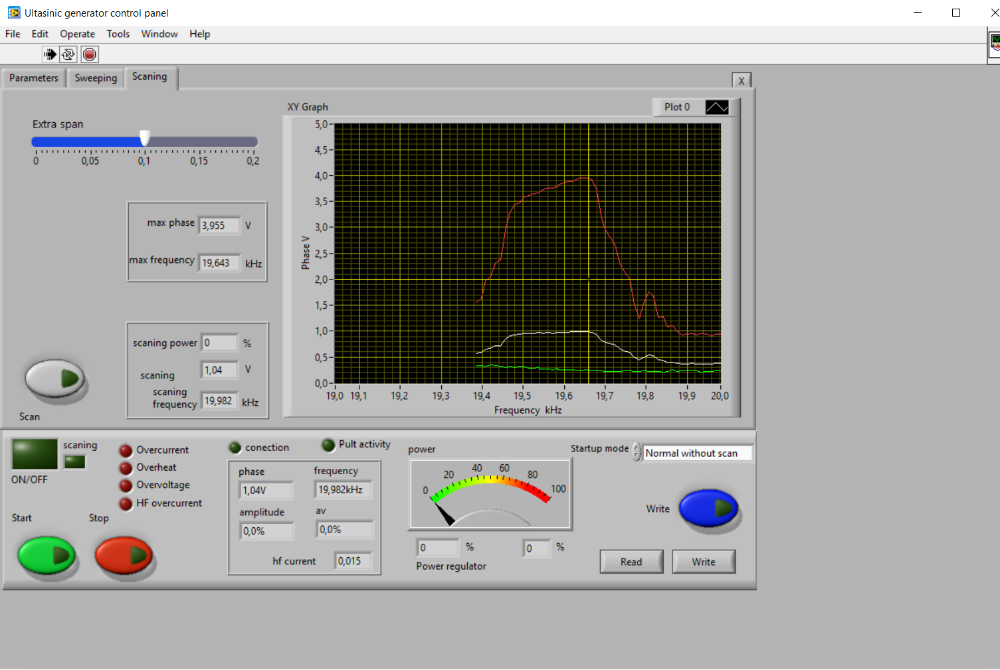 Ultasinic generator control panel
File Edit Operate Tools Window Help
Parameters Sweeping Scaning
X
XY Graph
Plot 0
Extra span
0 0,05 0,1 0,15 0,2
max phase 3,955 V
max frequency 19,643 kHz
scaning power 0 %
scaning 1,04 V
scaning
frequency 19,982 kHz
Scan
Phase V
5,0
4,5
4,0
3,5
3,0
2,5
2,0
1,5
1,0
0,5
0,0
19,0 19,1 19,2 19,3 19,4 19,5 19,6 19,7 19,8 19,9 20,0
Frequency kHz
scaning
ON/OFF
Overcurrent
Overheat
Overvoltage
HF overcurrent
Start Stop
conection
Pult activity
phase frequency
1,04V 19,982kHz
amplitude av
0,0% 0,0%
hf current 0,015
power
0 20 40 60 80 100
0 % 0 %
Power regulator
Startup mode Normal without scan
Write
Read Write